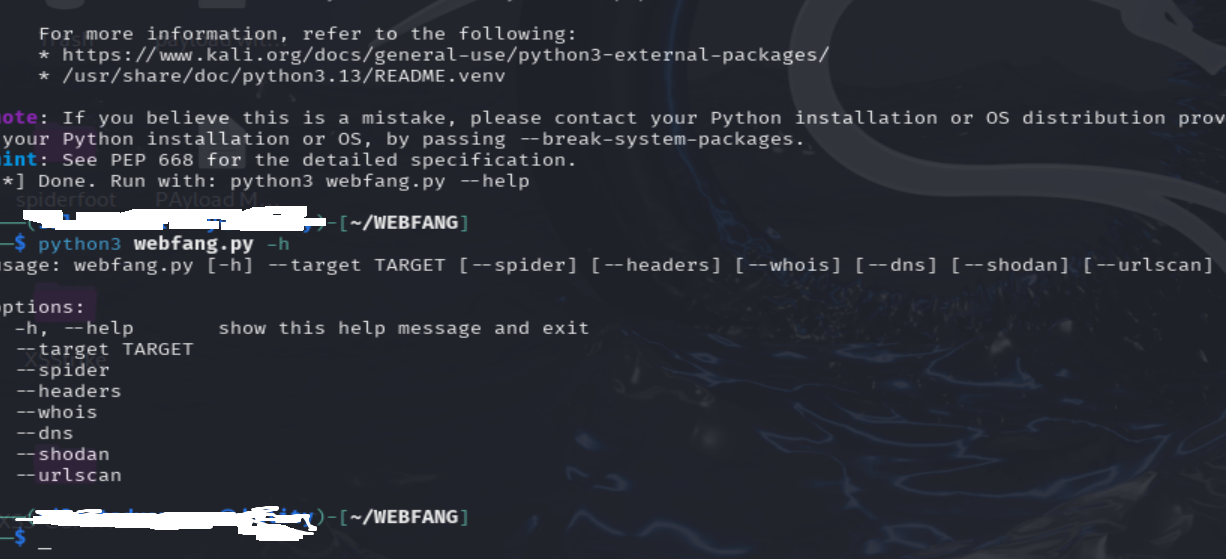 For more information, refer to the following:
* https://www.kali.org/docs/general-use/python3-external-packages/
* /usr/share/doc/python3.13/README.venv
ote: If you believe this is a mistake, please contact your Python installation or OS distribution prov
your Python installation or OS, by passing --break-system-packages.
int: See PEP 668 for the detailed specification.
*] Done. Run with: python3 webfang.py --help
spiderfoot PAyload M
)-[~/WEBFANG]
$ python3 webfang.py -h
usage: webfang.py [-h] --target TARGET [--spider] [--headers] [--whois] [--dns] [--shodan] [--urlscan]
options:
-h, --help show this help message and exit
--target TARGET
--spider
--headers
--whois
--dns
--shodan
--urlscan
)-[~/WEBFANG]
$ _